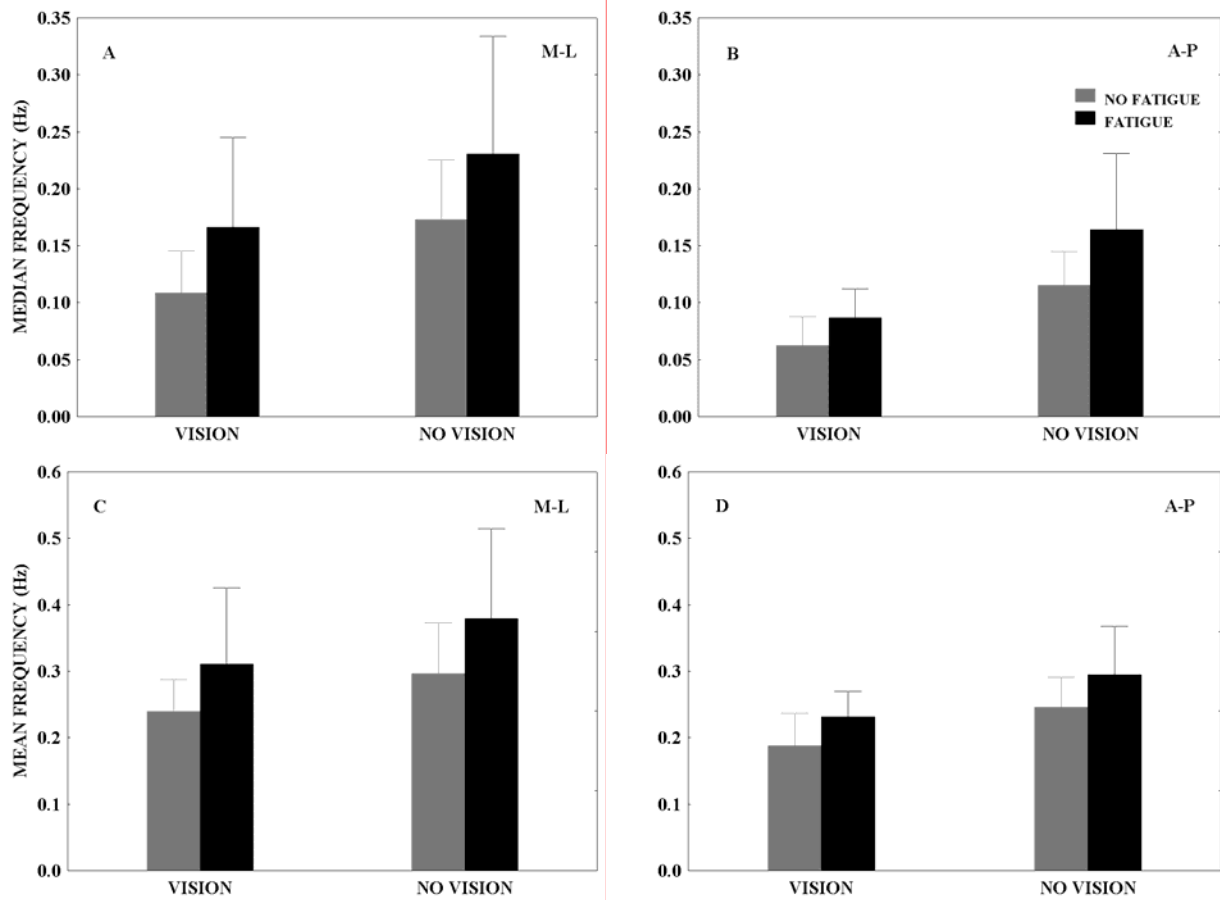 0.35
0.30
0.25
0.20
0.15
0.10
0.05
0.00
MEDIAN FREQUENCY (Hz)
A
M-L
VISION
NO VISION
0.35
0.30
0.25
0.20
0.15
0.10
0.05
0.00
B
A-P
NO FATIGUE
FATIGUE
VISION
NO VISION
0.6
0.5
0.4
0.3
0.2
0.1
0.0
MEAN FREQUENCY (Hz)
C
M-L
VISION
NO VISION
0.6
0.5
0.4
0.3
0.2
0.1
0.0
D
A-P
VISION
NO VISION